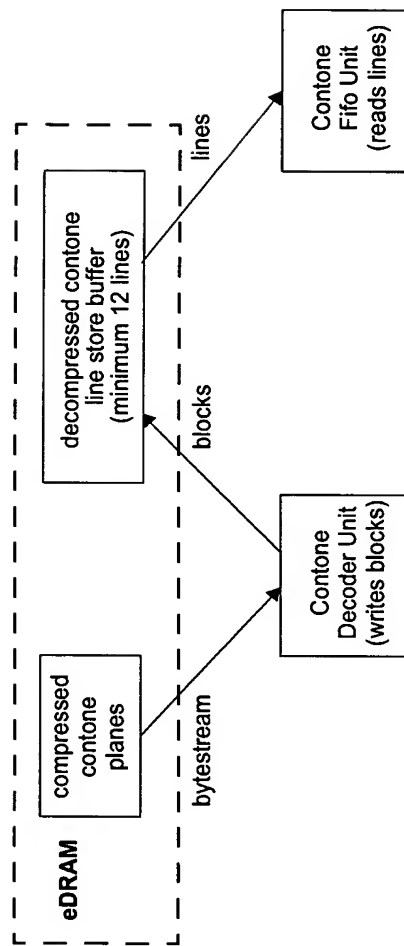 eDRAM
compressed
contone
planes
decompressed contone
line store buffer
(minimum 12 lines)
bytestream
blocks
lines
Contone
Decoder Unit
(writes blocks)
Contone
Fifo Unit
(reads lines)